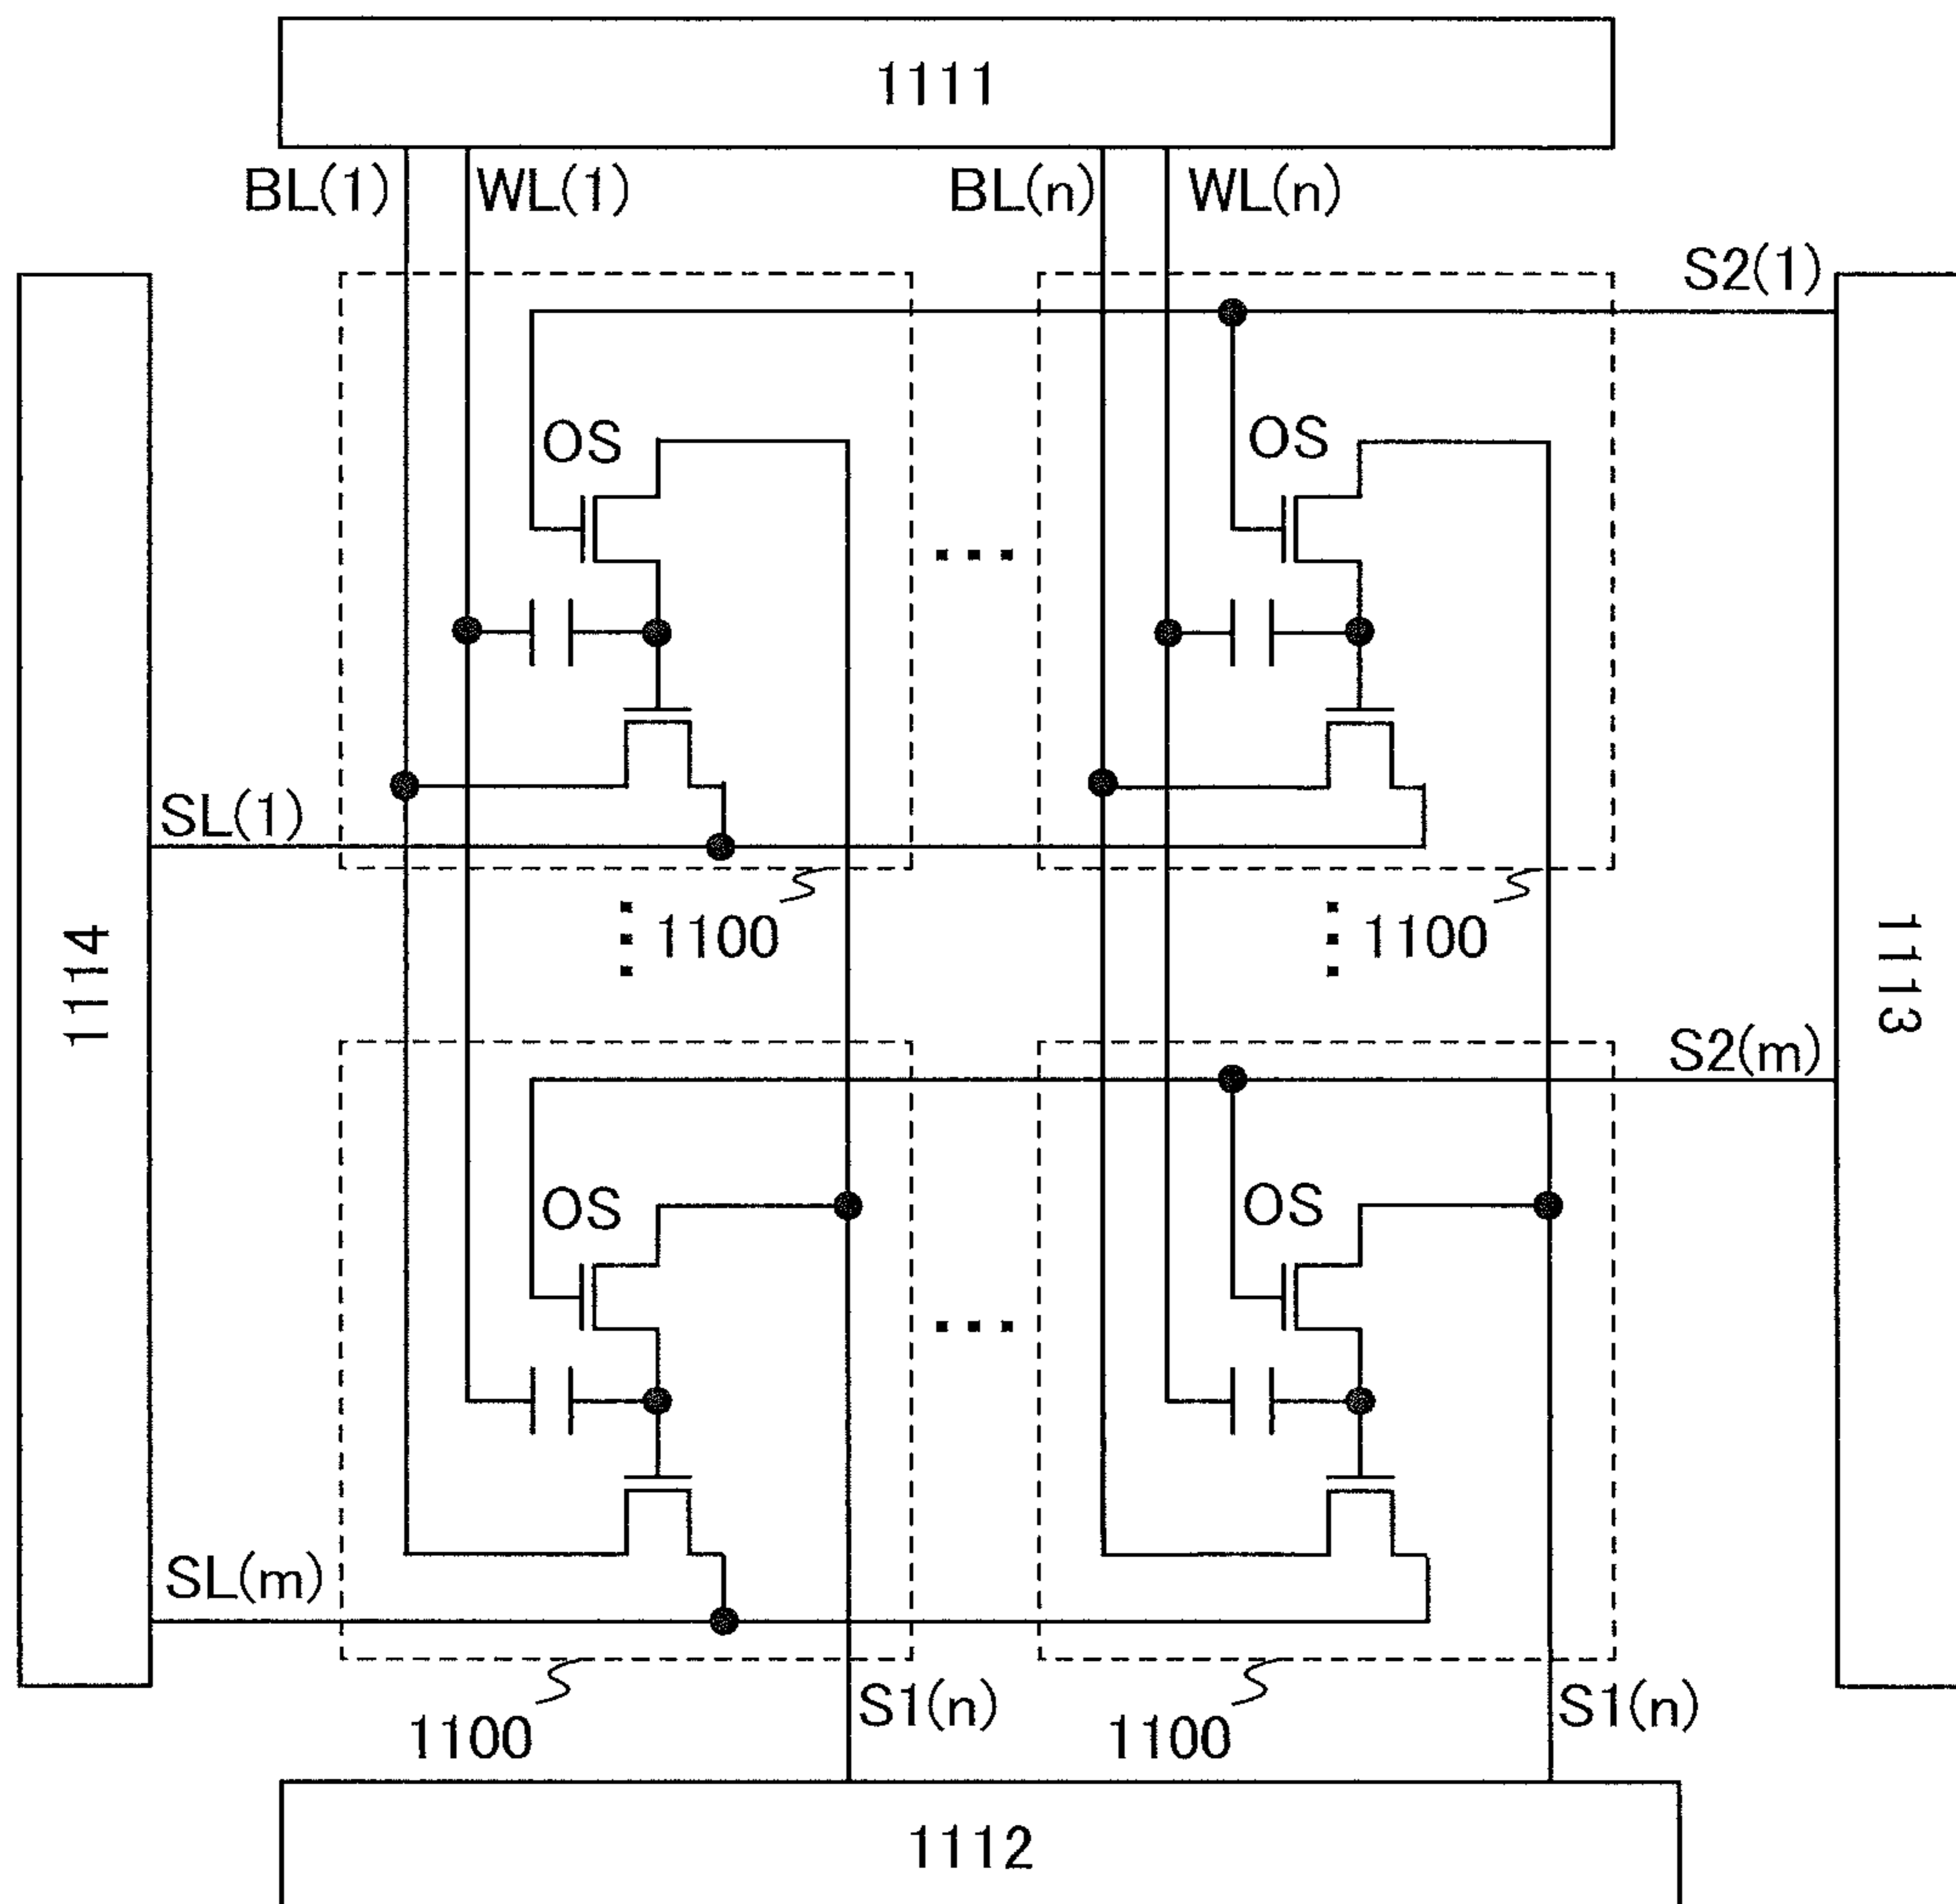 1111
BL(1) WL(1) BL(n) WL(n)
S2(1)
OS OS
SL(1)
1100 1100
1114
1113
S2(m)
OS OS
SL(m)
S1(n) S1(n)
1100 1100
1112